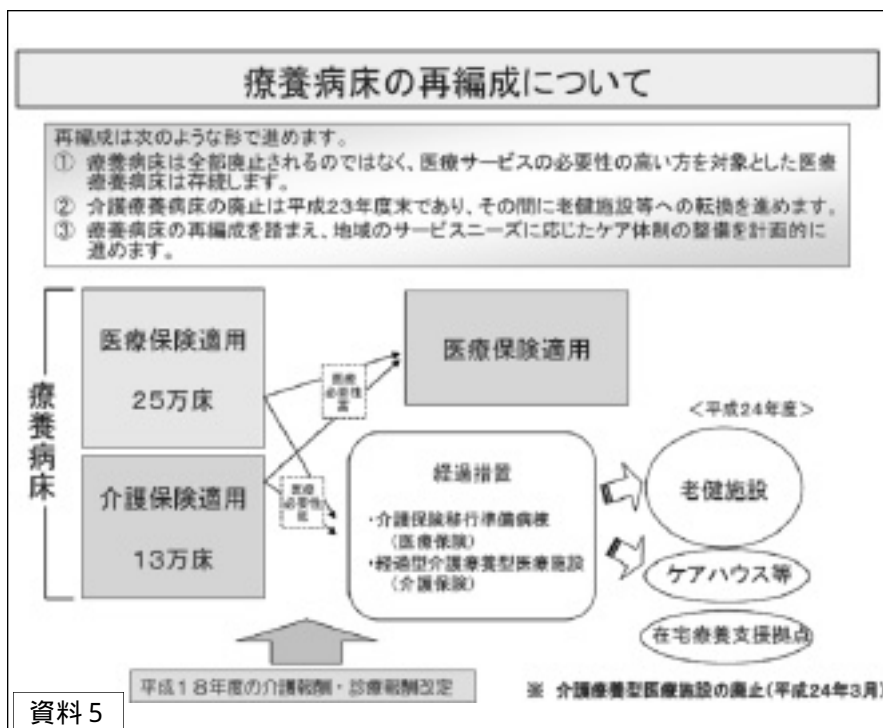 療養病床の再編成について
再編成は次のような形で進めます。
① 療養病床は全部廃止されるのではなく、医療サービスの必要性の高い方を対象とした医療
療養病床は存続します。
② 介護療養病床の廃止は平成23年度末であり、その間に老健施設等への転換を進めます。
③ 療養病床の再編成を踏まえ、地域のサービスニーズに応じたケア体制の整備を計画的に
進めます。
療養病床
医療保険適用
25万床
介護保険適用
13万床
医療
必要性
高
医療
必要性
低
医療保険適用
経過措置
・介護保険移行準備病棟
(医療保険)
・経過型介護療養型医療施設
(介護保険)
<平成24年度>
老健施設
ケアハウス等
在宅療養支援拠点
平成18年度の介護報酬・診療報酬改定
※ 介護療養型医療施設の廃止(平成24年3月)
資料5